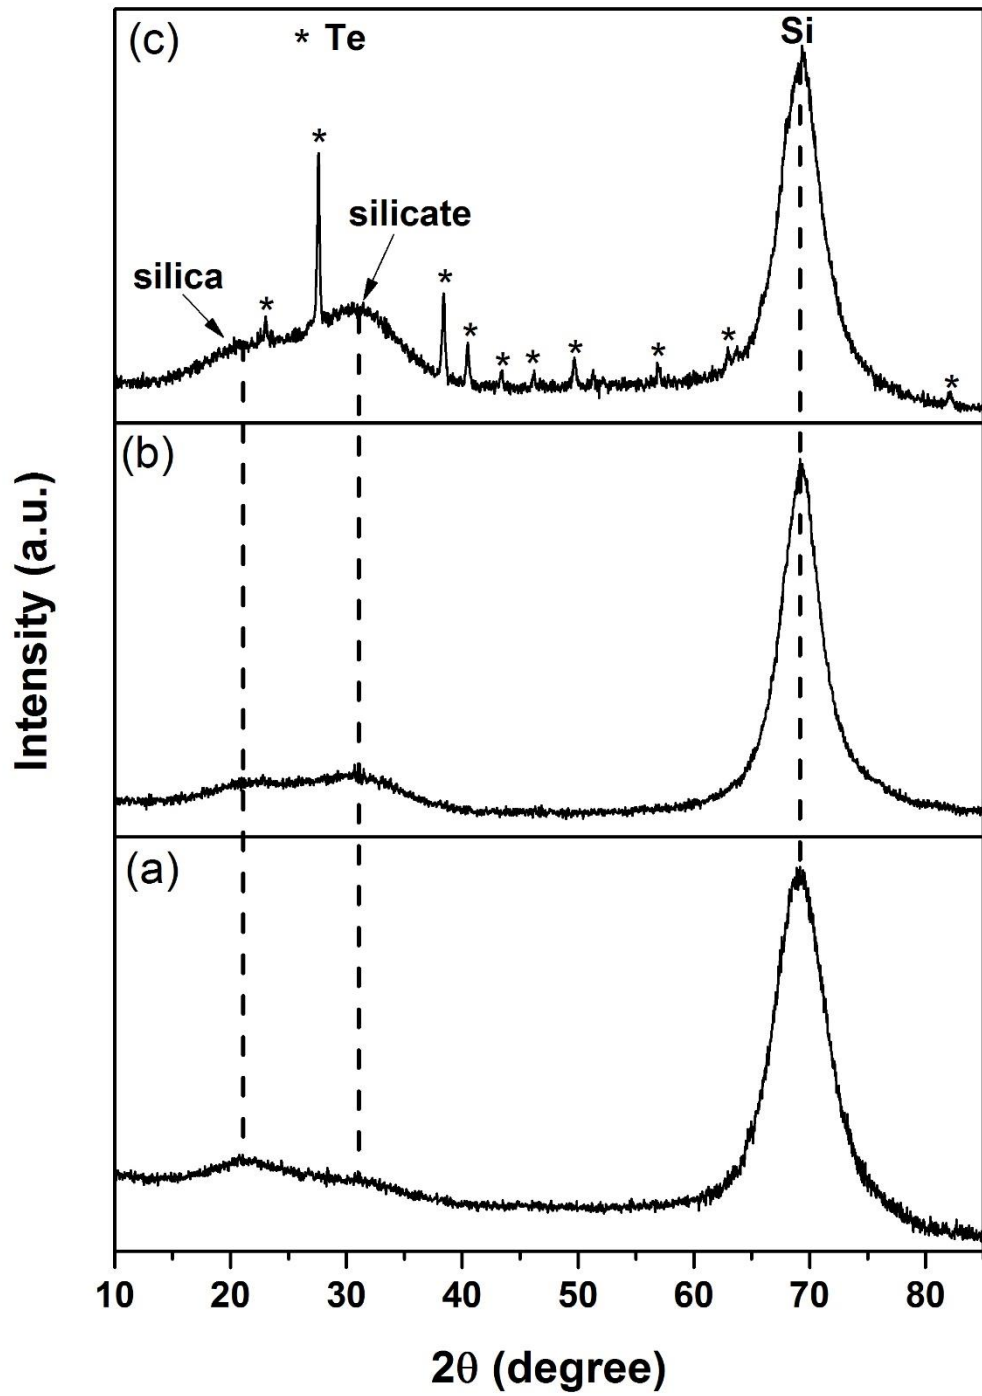 (c)
* Te
Si
*
silicate
silica
*
*
*
*
*
*
*
*
*
*
(b)
(a)
Intensity (a.u.)
10 20 30 40 50 60 70 80
2θ (degree)